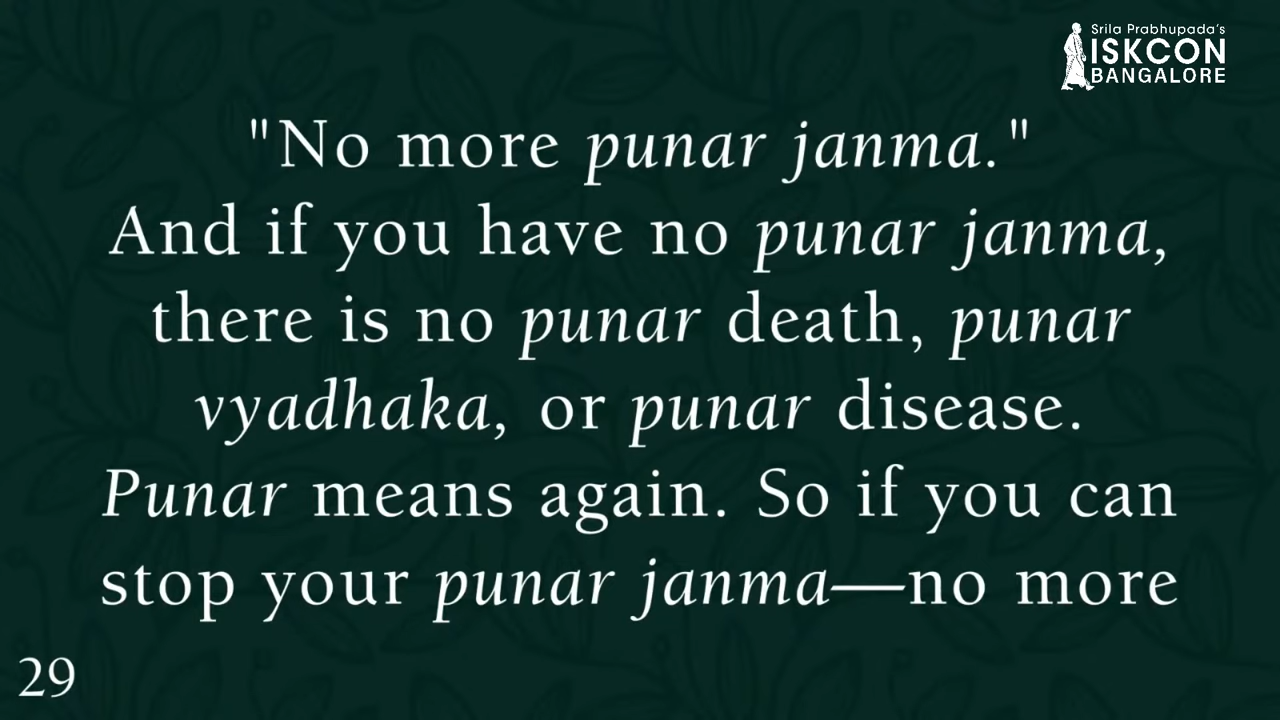 Srila Prabhupada's
ISKCON
BANGALORE
"No more punar janma."
And if you have no punar janma,
there is no punar death, punar
vyadhaka, or punar disease.
Punar means again. So if you can
stop your punar janma—no more
29